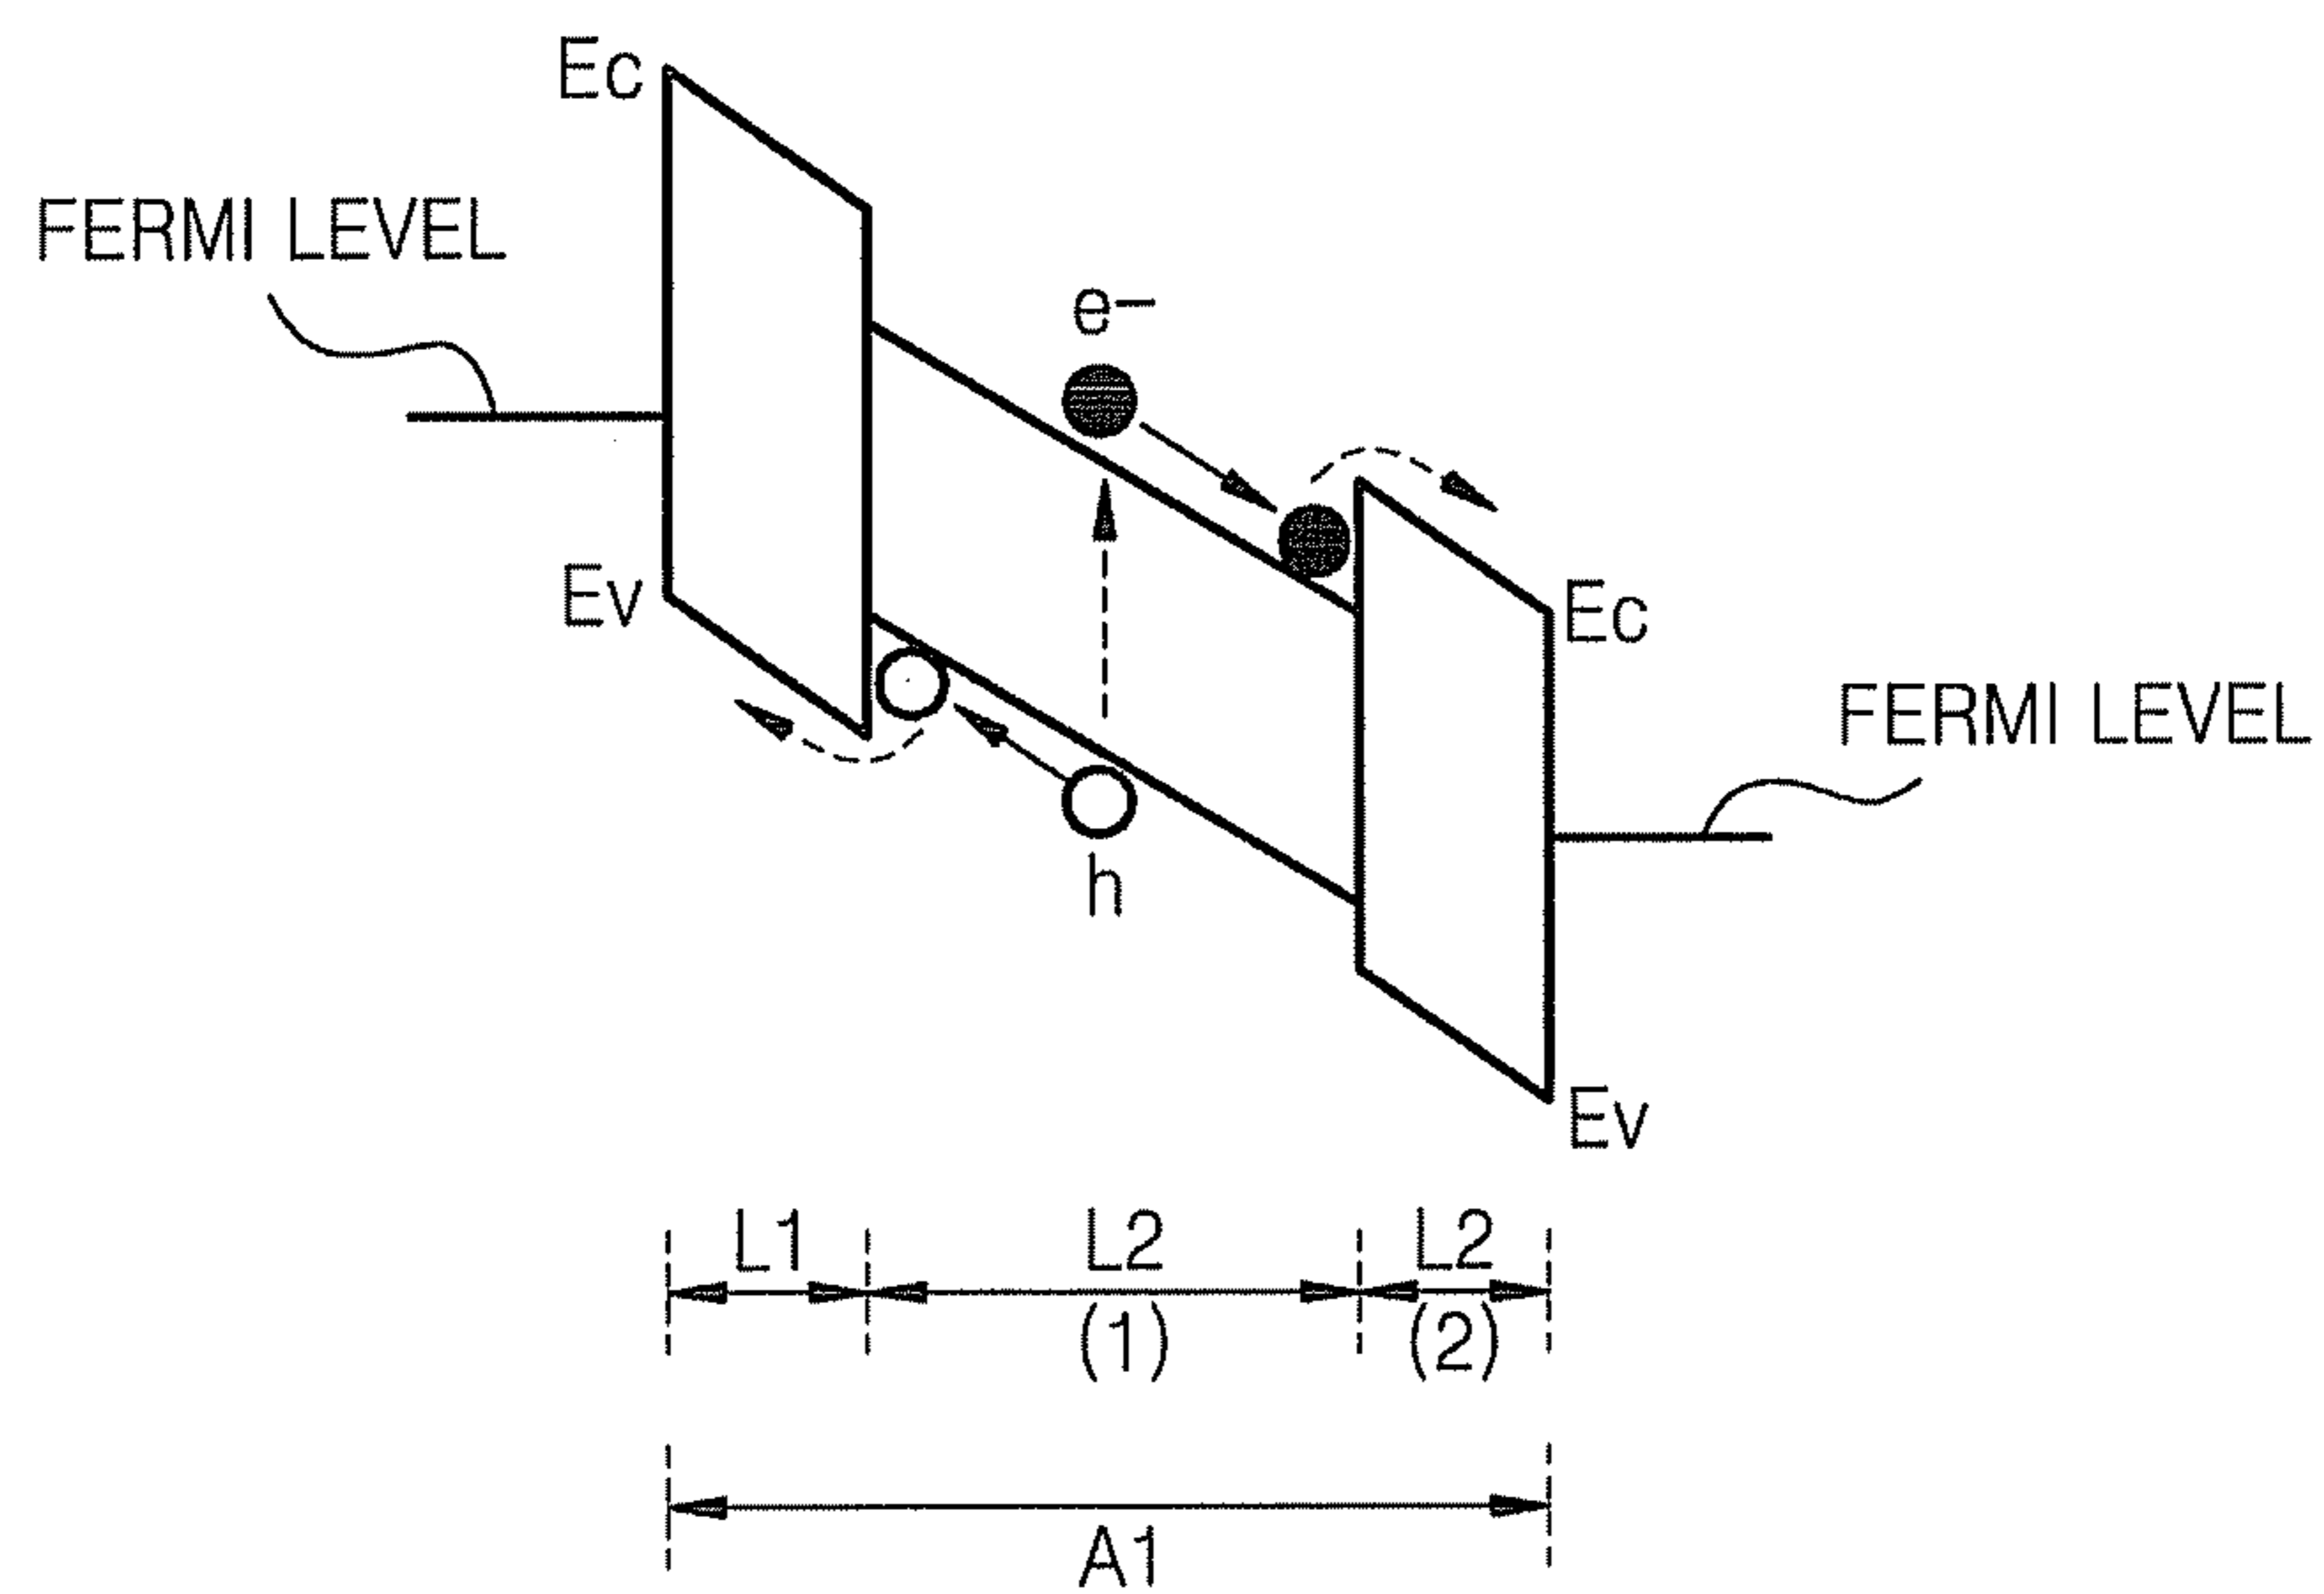 Ec
FERMI LEVEL
e−
Ev
Ec
FERMI LEVEL
h
Ev
L1 L2 L2
(1) (2)
A1